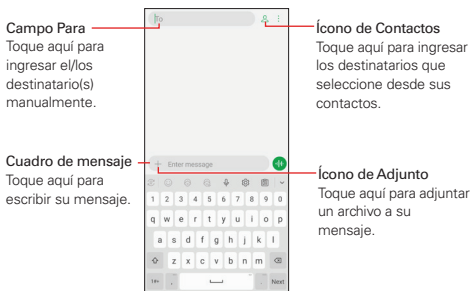 Campo Para
Toque aquí para
ingresar el/los
destinatario(s)
manualmente.
Cuadro de mensaje
Toque aquí para
escribir su mensaje.
To
Enter message
1 2 3 4 5 6 7 8 9 0
q w e r t y u i o p
a s d f g h j k l
z x c v b n m
, . Next
Ícono de Contactos
Toque aquí para ingresar
los destinatarios que
seleccione desde sus
contactos.
Ícono de Adjunto
Toque aquí para adjuntar
un archivo a su
mensaje.